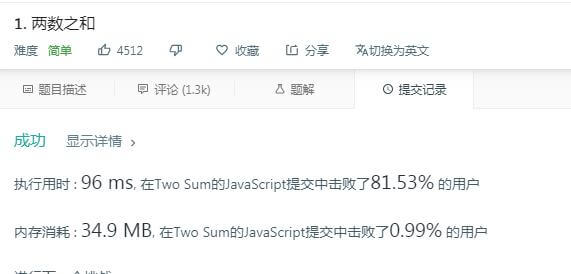 1. 两数之和
难度 简单 4512 收藏 分享 切换为英文
题目描述 评论 (1.3k) 题解 提交记录
成功 显示详情 >
执行用时 : 96 ms, 在Two Sum的JavaScript提交中击败了81.53% 的用户
内存消耗 : 34.9 MB, 在Two Sum的JavaScript提交中击败了0.99% 的用户